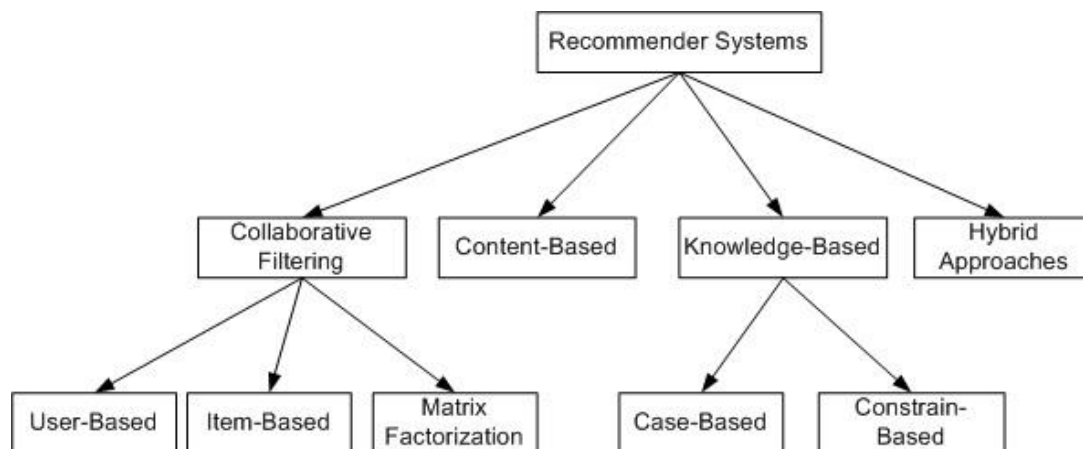 Recommender Systems
Collaborative
Filtering
Content-Based
Knowledge-Based
Hybrid
Approaches
User-Based
Item-Based
Matrix
Factorization
Case-Based
Constrain-
Based